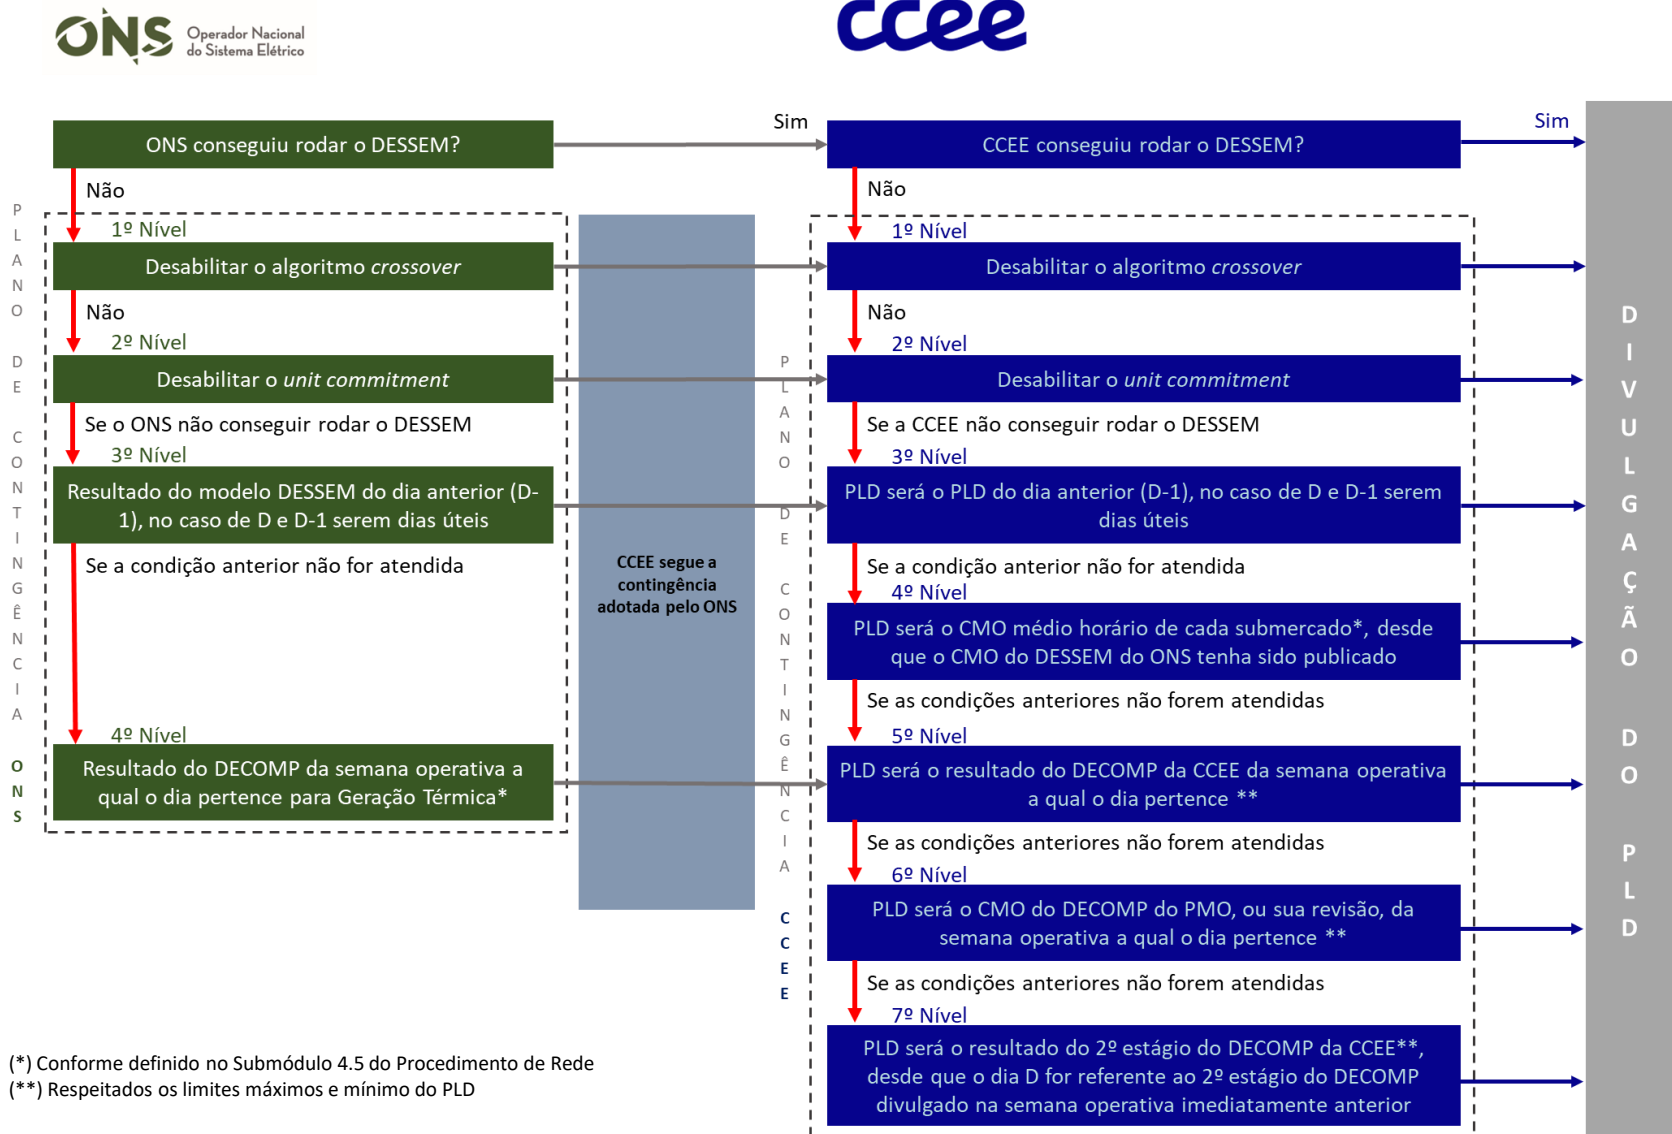 ONS Operador Nacional
do Sistema Elétrico
ccee
Sim
Sim
ONS conseguiu rodar o DESSEM?
CCEE conseguiu rodar o DESSEM?
Não
Não
1º Nível
1º Nível
Desabilitar o algoritmo crossover
Desabilitar o algoritmo crossover
Não
Não
2º Nível
2º Nível
Desabilitar o unit commitment
Desabilitar o unit commitment
Se o ONS não conseguir rodar o DESSEM
Se a CCEE não conseguir rodar o DESSEM
3º Nível
3º Nível
Resultado do modelo DESSEM do dia anterior (D-
1), no caso de D e D-1 serem dias úteis
PLD será o PLD do dia anterior (D-1), no caso de D e D-1 serem
dias úteis
Se a condição anterior não for atendida
Se a condição anterior não for atendida
CCEE segue a
contingência
adotada pelo ONS
4º Nível
PLD será o CMO médio horário de cada submercado*, desde
que o CMO do DESSEM do ONS tenha sido publicado
Se as condições anteriores não forem atendidas
4º Nível
5º Nível
Resultado do DECOMP da semana operativa a
qual o dia pertence para Geração Térmica*
PLD será o resultado do DECOMP da CCEE da semana operativa
a qual o dia pertence **
Se as condições anteriores não forem atendidas
6º Nível
PLD será o CMO do DECOMP do PMO, ou sua revisão, da
semana operativa a qual o dia pertence **
Se as condições anteriores não forem atendidas
7º Nível
PLD será o resultado do 2º estágio do DECOMP da CCEE**,
desde que o dia D for referente ao 2º estágio do DECOMP
divulgado na semana operativa imediatamente anterior
PLANO DE CONTINGÊNCIA ONS
PLANO DE CONTINGÊNCIA CCEE
DIVULGAÇÃO DO PLD
(*) Conforme definido no Submódulo 4.5 do Procedimento de Rede
(**) Respeitados os limites máximos e mínimo do PLD